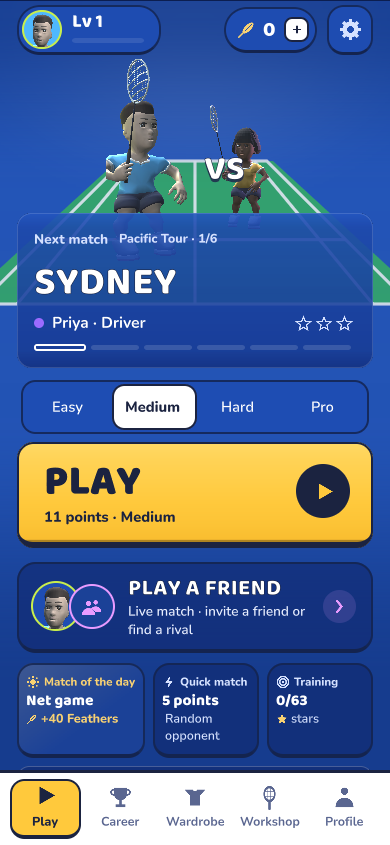 Lv 1
0
+
VS
Next match Pacific Tour · 1/6
SYDNEY
Priya · Driver
Easy
Medium
Hard
Pro
PLAY
11 points · Medium
PLAY A FRIEND
Live match · invite a friend or
find a rival
Match of the day
Net game
+40 Feathers
Quick match
5 points
Random
opponent
Training
0/63
stars
Play
Career
Wardrobe
Workshop
Profile